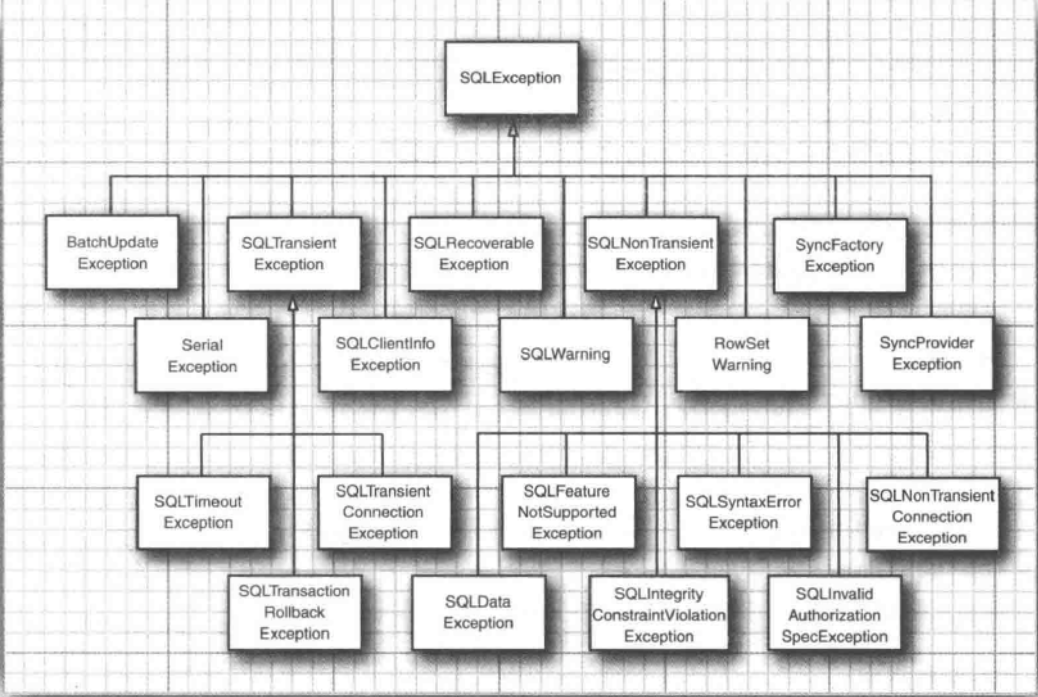 SQLException
BatchUpdate
Exception
SQLTransient
Exception
SQLRecoverable
Exception
SQLNonTransient
Exception
SyncFactory
Exception
Serial
Exception
SQLClientInfo
Exception
SQLWarning
RowSet
Warning
SyncProvider
Exception
SQLTimeout
Exception
SQLTransient
Connection
Exception
SQLFeature
NotSupported
Exception
SQLSyntaxError
Exception
SQLNonTransient
Connection
Exception
SQLTransaction
Rollback
Exception
SQLData
Exception
SQLIntegrity
ConstraintViolation
Exception
SQLInvalid
Authorization
SpecException